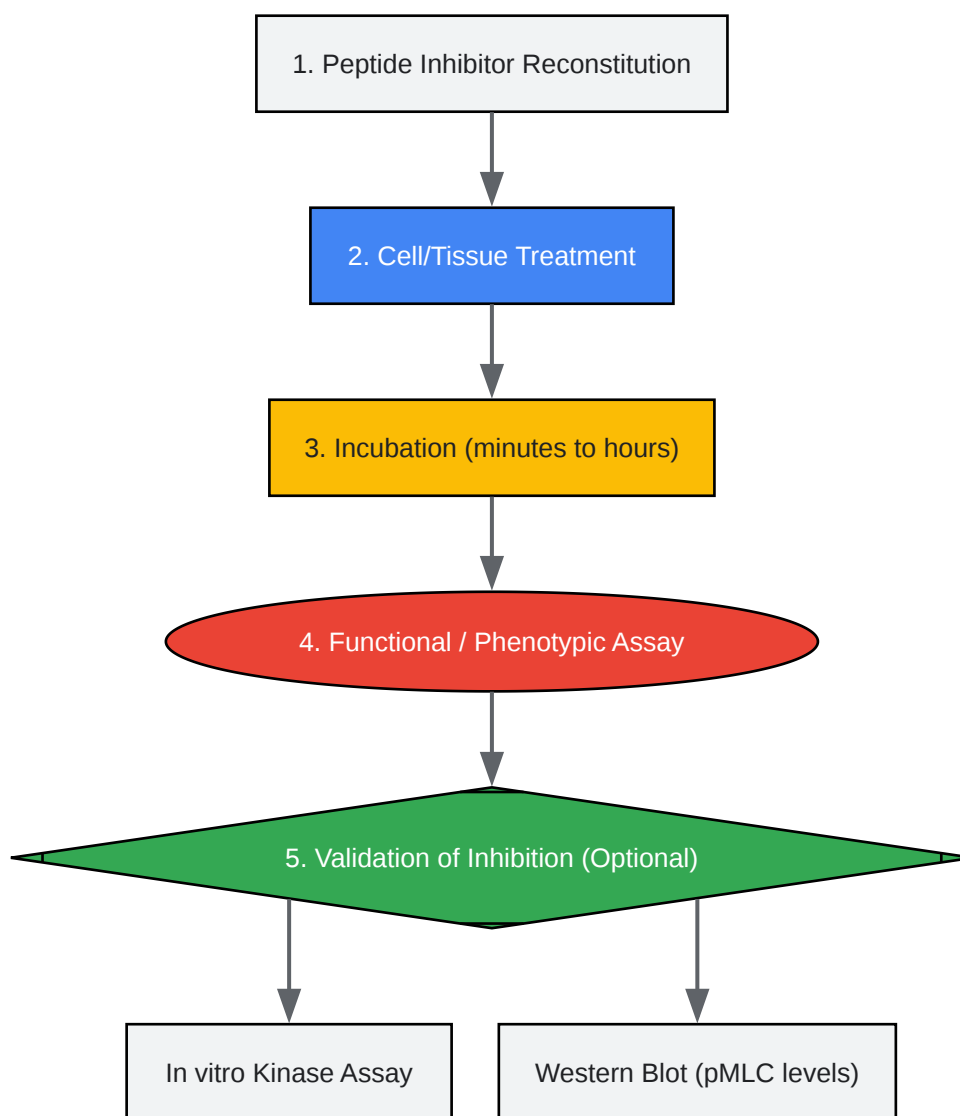 1. Peptide Inhibitor Reconstitution
2. Cell/Tissue Treatment
3. Incubation (minutes to hours)
4. Functional / Phenotypic Assay
5. Validation of Inhibition (Optional)
In vitro Kinase Assay
Western Blot (pMLC levels)